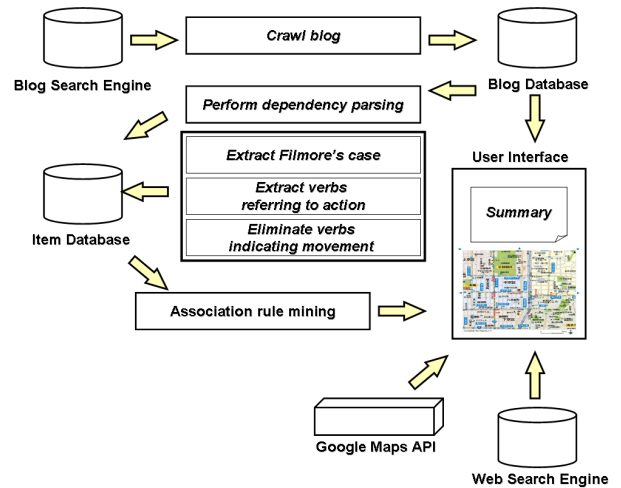 Crawl blog
Blog Search Engine
Blog Database
Perform dependency parsing
User Interface
Extract Filmore's case
Extract verbs
referring to action
Eliminate verbs
indicating movement
Item Database
Summary
Association rule mining
Google Maps API
Web Search Engine